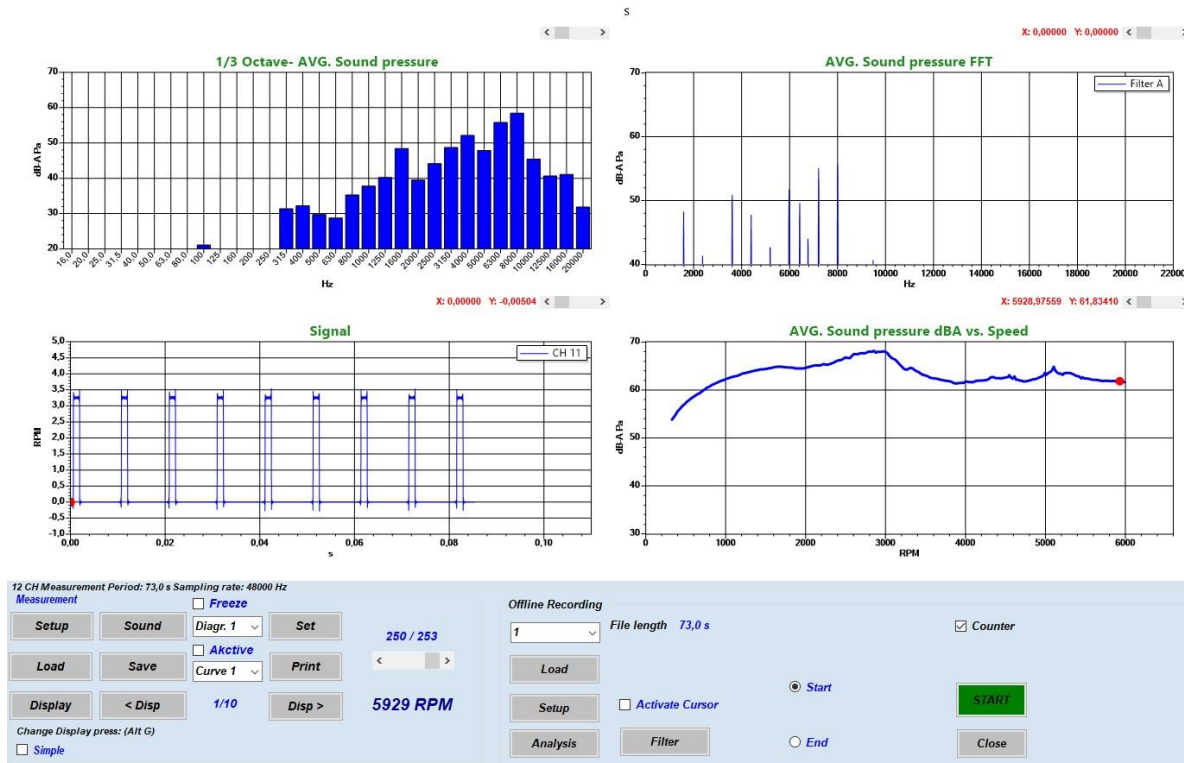 s
< >
X: 0,00000 Y: 0,00000 < >
1/3 Octave- AVG. Sound pressure
70
60
50
40
30
20
dB-A Pa
16,0 20,0 25,0 31,5 40,0 50,0 63,0 80,0 100, 125, 160, 200, 250, 315, 400, 500, 630, 800, 1000, 1250, 1600, 2000, 2500, 3150, 4000, 5000, 6300, 8000, 10000, 12500, 16000, 20000,
Hz
AVG. Sound pressure FFT
Filter A
70
60
50
40
dB-A Pa
0 2000 4000 6000 8000 10000 12000 14000 16000 18000 20000 22000
Hz
X: 0,00000 Y: -0,00504 < >
X: 5928,97559 Y: 61,83410 < >
Signal
CH 11
5,0
4,5
4,0
3,5
3,0
2,5
2,0
1,5
1,0
0,5
0,0
-0,5
-1,0
RPM
0,00 0,02 0,04 0,06 0,08 0,10
s
AVG. Sound pressure dBA vs. Speed
70
60
50
40
30
dB-A Pa
0 1000 2000 3000 4000 5000 6000
RPM
12 CH Measurement Period: 73,0 s Sampling rate: 48000 Hz
Measurement
Freeze
Setup Sound Diagr. 1 Set
250 / 253
Akctive
Load Save Curve 1 Print
< >
Display < Disp 1/10 Disp > 5929 RPM
Change Display press: (Alt G)
Simple
Offline Recording
1 File length 73,0 s Counter
Load
Start
Setup Activate Cursor START
Analysis Filter End Close